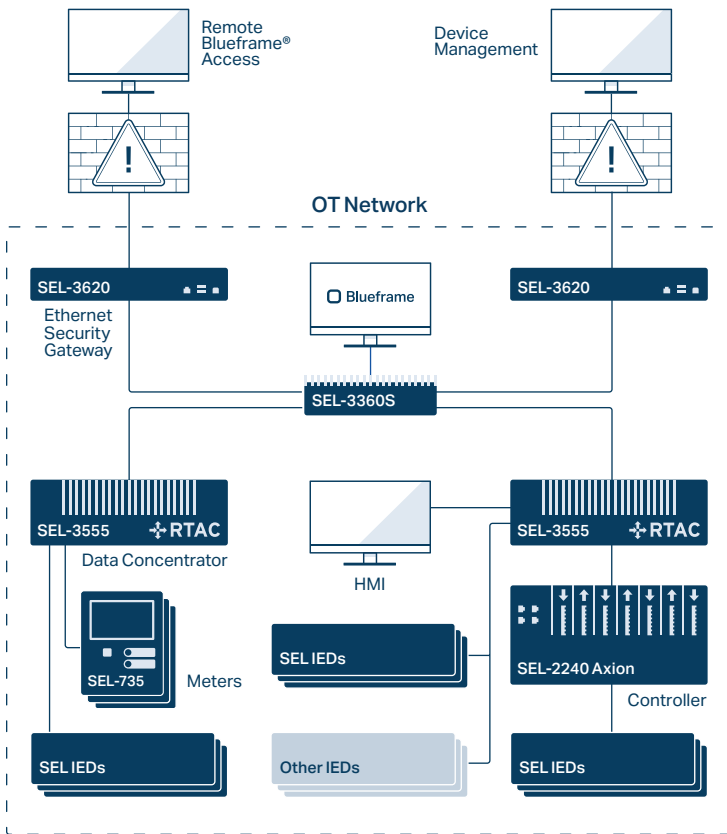 Remote
Blueframe®
Access
Device
Management
!
!
OT Network
SEL-3620
Blueframe
SEL-3620
Ethernet
Security
Gateway
SEL-3360S
SEL-3555
RTAC
SEL-3555
RTAC
Data Concentrator
HMI
SEL-735
Meters
SEL IEDs
SEL-2240 Axion
Controller
SEL IEDs
Other IEDs
SEL IEDs